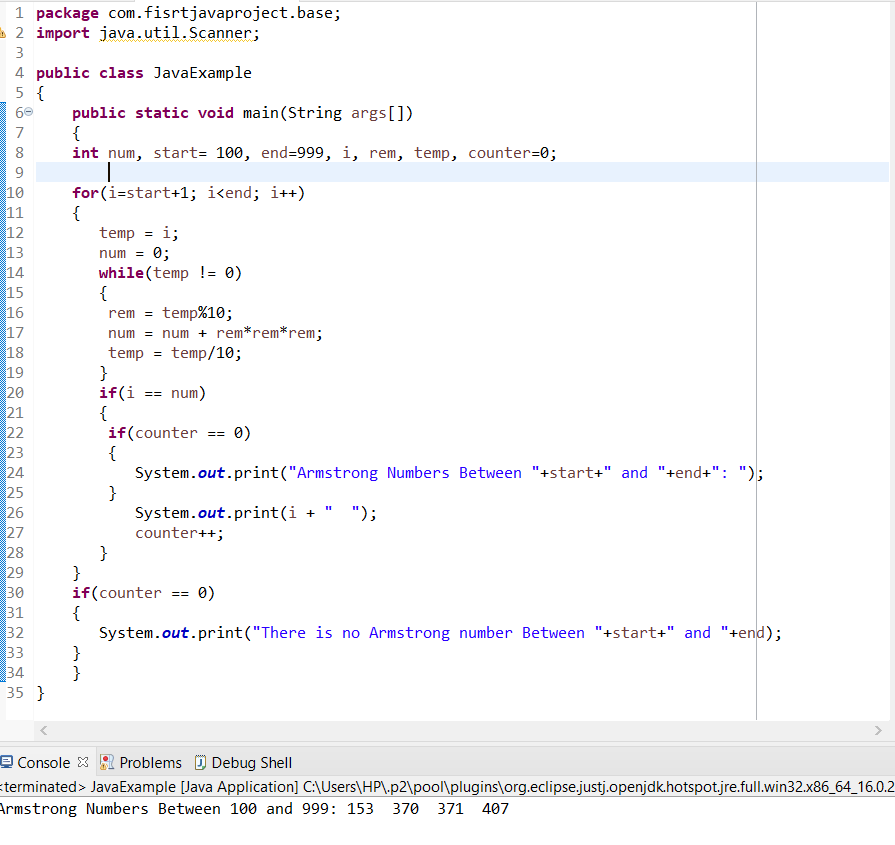 1 package com.fisrtjavaproject.base;
2 import java.util.Scanner;
3
4 public class JavaExample
5 {
6 public static void main(String args[])
7 {
8 int num, start= 100, end=999, i, rem, temp, counter=0;
9
10 for(i=start+1; i<end; i++)
11 {
12 temp = i;
13 num = 0;
14 while(temp != 0)
15 {
16 rem = temp%10;
17 num = num + rem*rem*rem;
18 temp = temp/10;
19 }
20 if(i == num)
21 {
22 if(counter == 0)
23 {
24 System.out.print("Armstrong Numbers Between "+start+" and "+end+": ");
25 }
26 System.out.print(i + "  ");
27 counter++;
28 }
29 }
30 if(counter == 0)
31 {
32 System.out.print("There is no Armstrong number Between "+start+" and "+end);
33 }
34 }
35 }
Console Problems Debug Shell
<terminated> JavaExample [Java Application] C:\Users\HP\.p2\pool\plugins\org.eclipse.justj.openjdk.hotspot.jre.full.win32.x86_64_16.0.2
Armstrong Numbers Between 100 and 999: 153  370  371  407